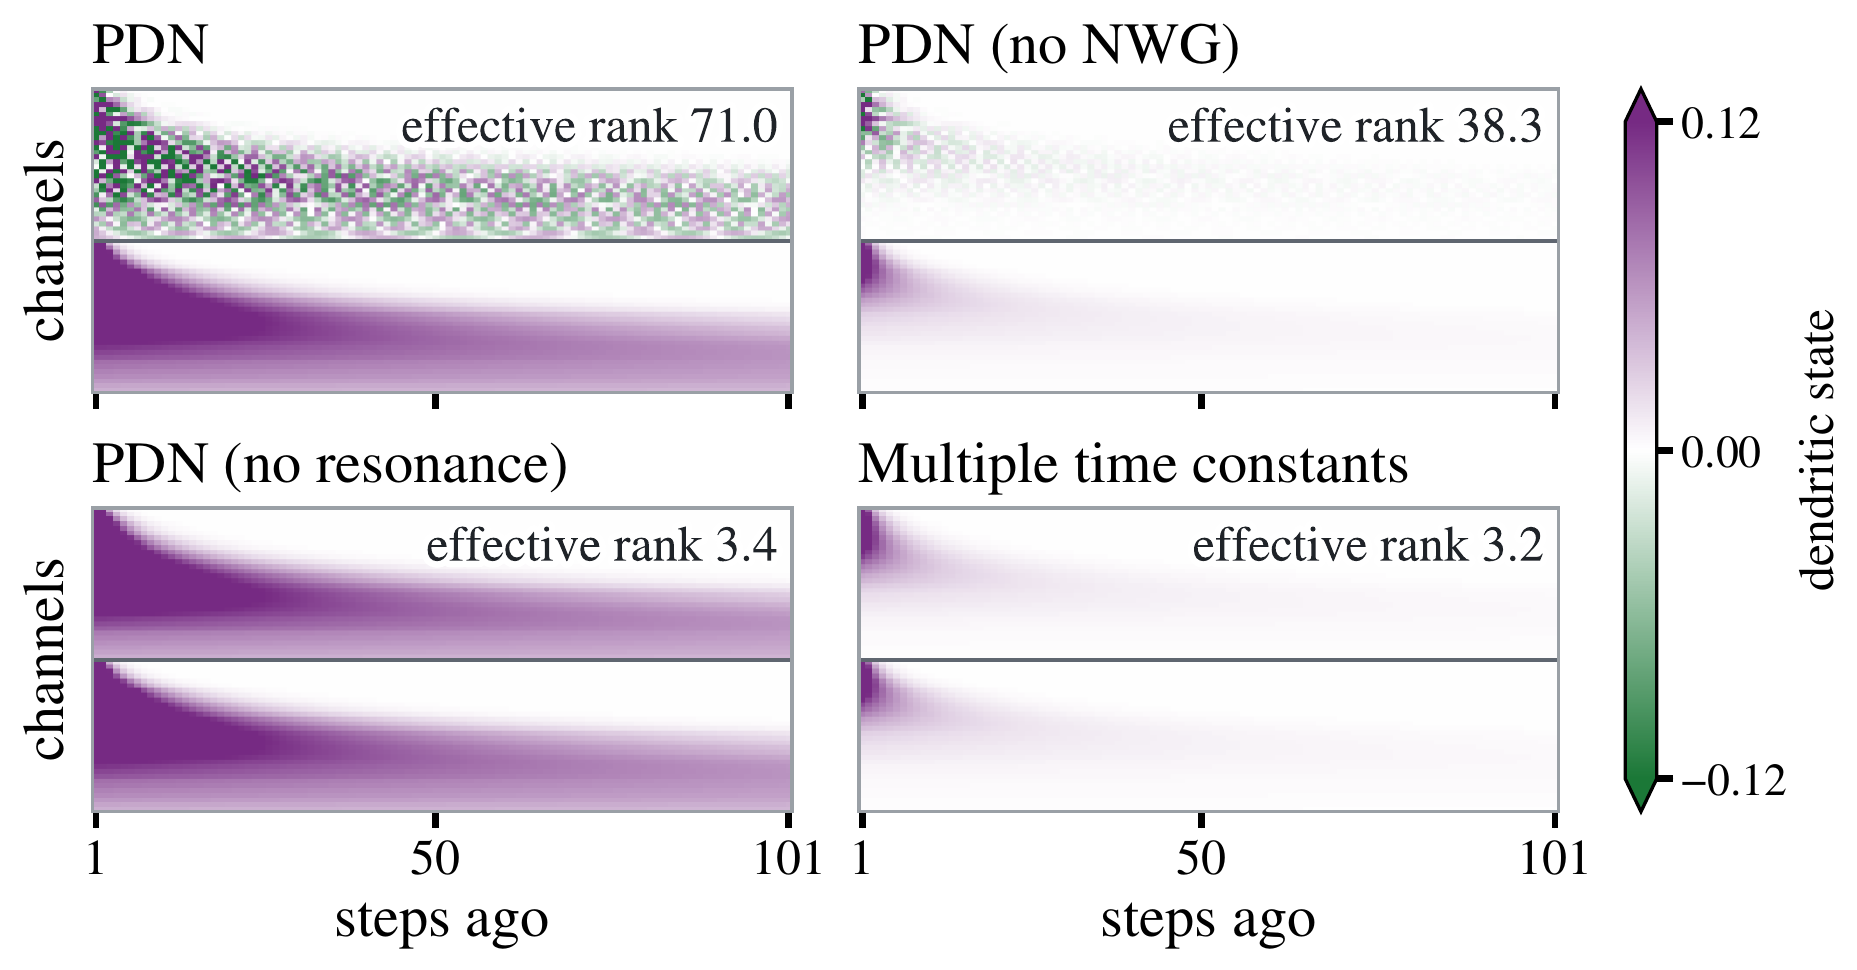 PDN
PDN (no NWG)
effective rank 71.0
effective rank 38.3
channels
0.12
0.00
−0.12
dendritic state
PDN (no resonance)
Multiple time constants
effective rank 3.4
effective rank 3.2
channels
1 50 101
1 50 101
steps ago
steps ago